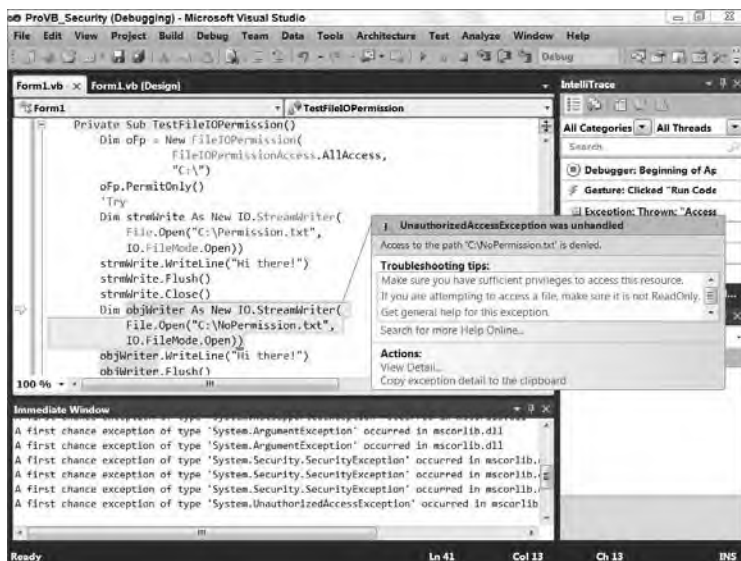 ProVB_Security (Debugging) - Microsoft Visual Studio
File Edit View Project Build Debug Team Data Tools Architecture Test Analyze Window Help
Debug
Form1.vb Form1.vb [Design]
Form1 TestFileIOPermission
Private Sub TestFileIOPermission()
Dim oFp = New FileIOPermission(
FileIOPermissionAccess.AllAccess,
"C:\")
oFp.PermitOnly()
'Try
Dim strmWrite As New IO.StreamWriter(
File.Open("C:\Permission.txt",
IO.FileMode.Open))
strmWrite.WriteLine("Hi there!")
strmWrite.Flush()
strmWrite.Close()
Dim objWriter As New IO.StreamWriter(
File.Open("C:\NoPermission.txt",
IO.FileMode.Open))
objWriter.WriteLine("Hi there!")
objWriter.Flush()
100 %
UnauthorizedAccessException was unhandled
Access to the path 'C:\NoPermission.txt' is denied.
Troubleshooting tips:
Make sure you have sufficient privileges to access this resource.
If you are attempting to access a file, make sure it is not ReadOnly.
Get general help for this exception.
Search for more Help Online...
Actions:
View Detail...
Copy exception detail to the clipboard
IntelliTrace
All Categories All Threads
Search
Debugger: Beginning of Ap
Gesture: Clicked "Run Code
Exception: Thrown: "Access
Immediate Window
A first chance exception of type 'System.ArgumentException' occurred in mscorlib.dll
A first chance exception of type 'System.ArgumentException' occurred in mscorlib.dll
A first chance exception of type 'System.Security.SecurityException' occurred in mscorlib.
A first chance exception of type 'System.Security.SecurityException' occurred in mscorlib.
A first chance exception of type 'System.Security.SecurityException' occurred in mscorlib.
A first chance exception of type 'System.UnauthorizedAccessException' occurred in mscorlib
Ready Ln 41 Col 13 Ch 13 INS